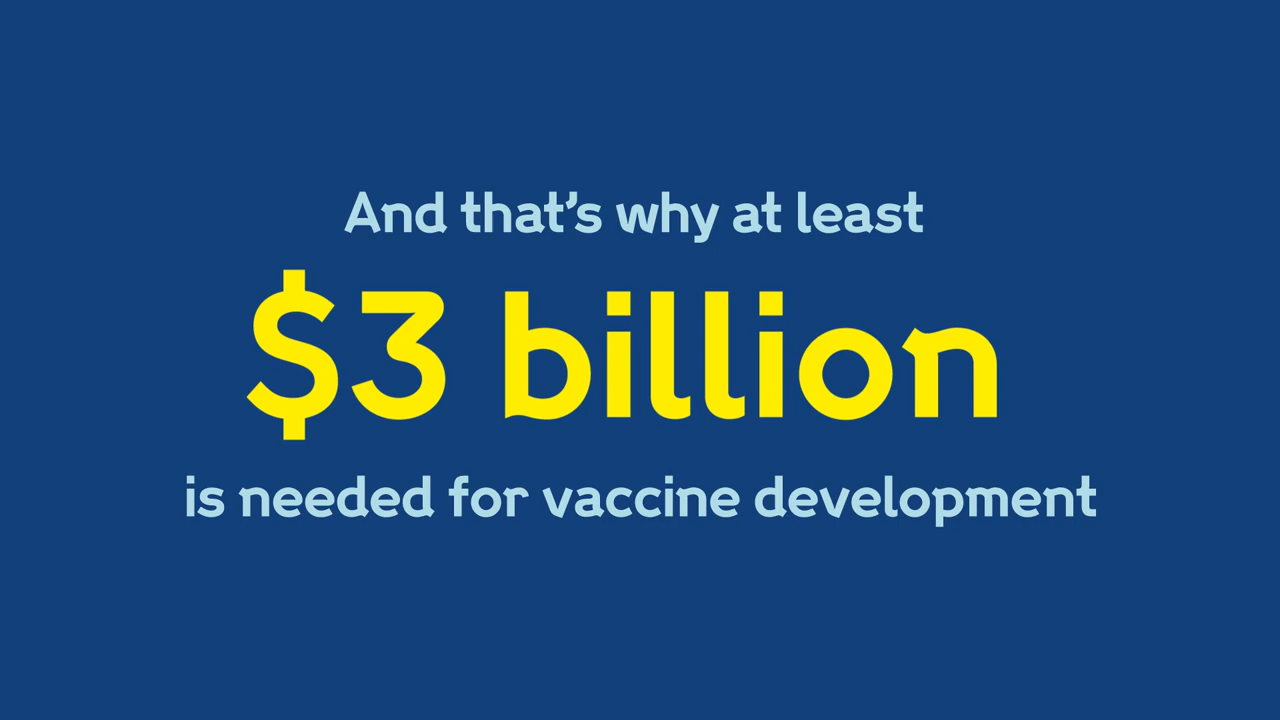 And that's why at least
$3 billion
is needed for vaccine development